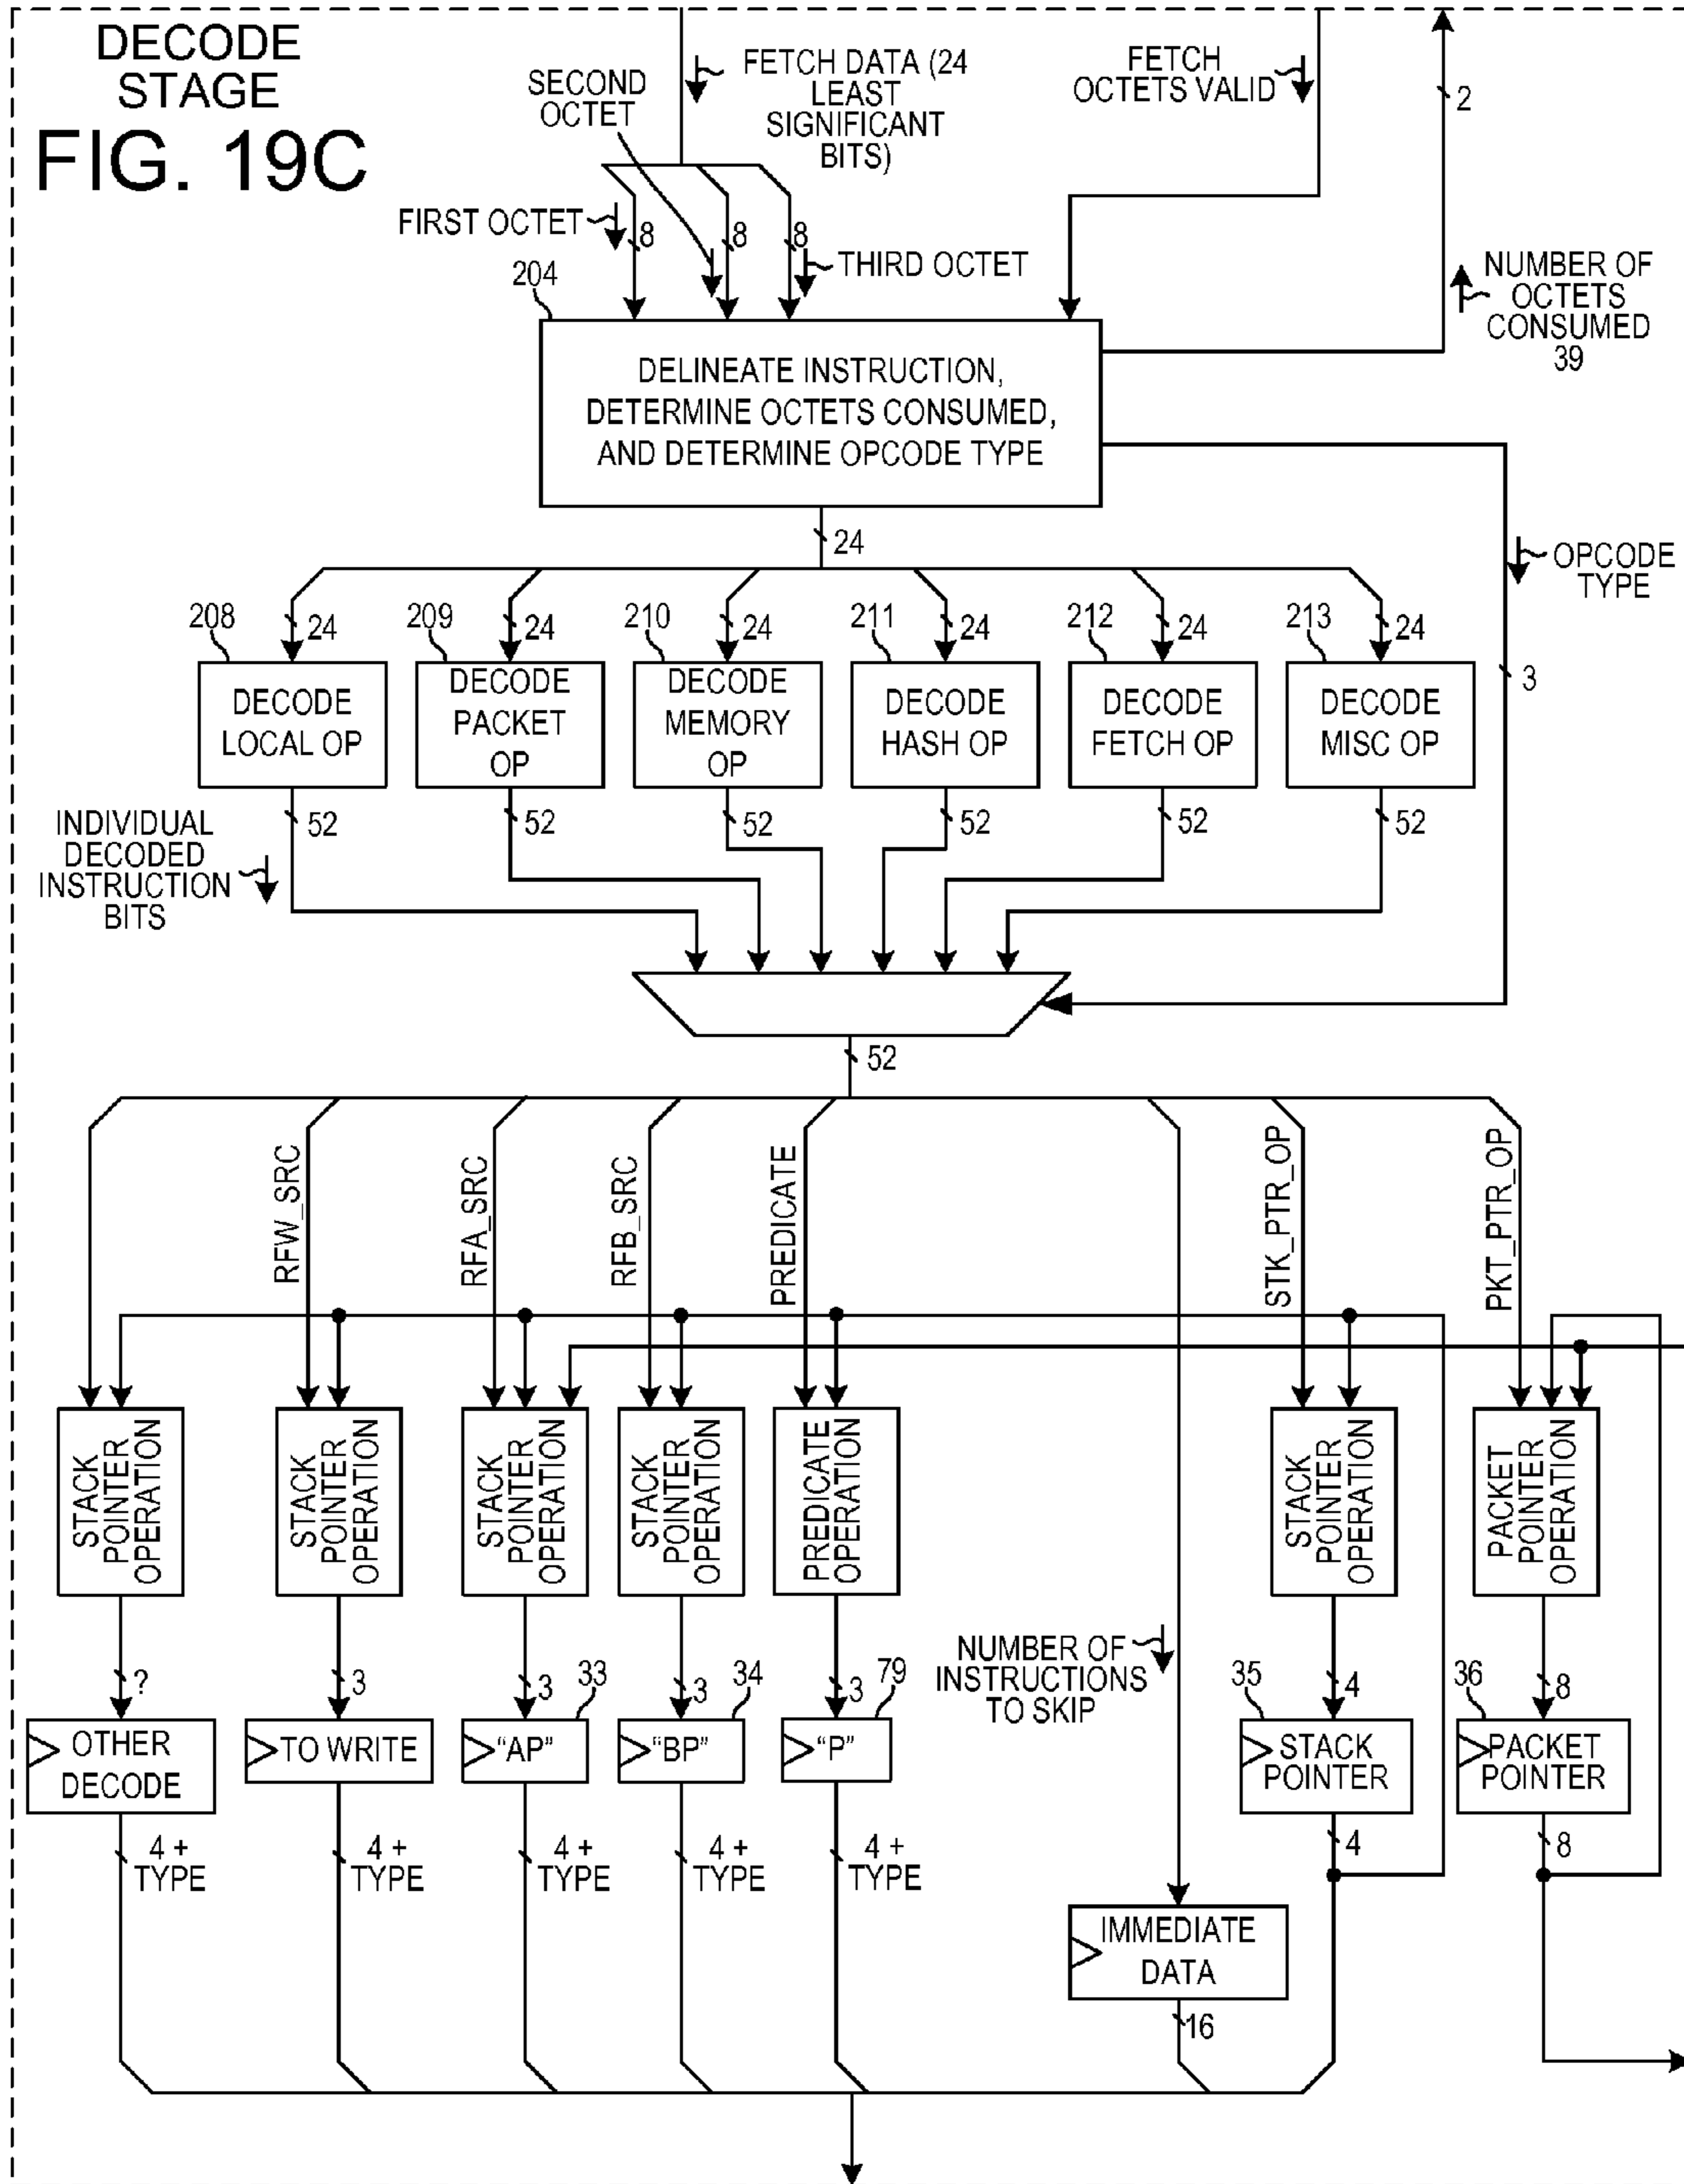 DECODE
STAGE
FIG. 19C
FETCH DATA (24
LEAST
SIGNIFICANT
BITS)
SECOND
OCTET
FETCH
OCTETS VALID
2
FIRST OCTET
8
8
8
THIRD OCTET
NUMBER OF
OCTETS
CONSUMED
39
204
DELINEATE INSTRUCTION,
DETERMINE OCTETS CONSUMED,
AND DETERMINE OPCODE TYPE
24
OPCODE
TYPE
208
24
209
24
210
24
211
24
212
24
213
24
3
DECODE
LOCAL OP
DECODE
PACKET
OP
DECODE
MEMORY
OP
DECODE
HASH OP
DECODE
FETCH OP
DECODE
MISC OP
INDIVIDUAL
DECODED
INSTRUCTION
BITS
52
52
52
52
52
52
52
RFW_SRC
RFA_SRC
RFB_SRC
PREDICATE
STK_PTR_OP
PKT_PTR_OP
STACK
POINTER
OPERATION
STACK
POINTER
OPERATION
STACK
POINTER
OPERATION
STACK
POINTER
OPERATION
PREDICATE
OPERATION
STACK
POINTER
OPERATION
PACKET
POINTER
OPERATION
NUMBER OF
INSTRUCTIONS
TO SKIP
?
3
3
33
3
34
3
79
35
4
36
8
OTHER
DECODE
TO WRITE
“AP”
“BP”
“P”
STACK
POINTER
PACKET
POINTER
4 +
TYPE
4 +
TYPE
4 +
TYPE
4 +
TYPE
4 +
TYPE
4
8
IMMEDIATE
DATA
16